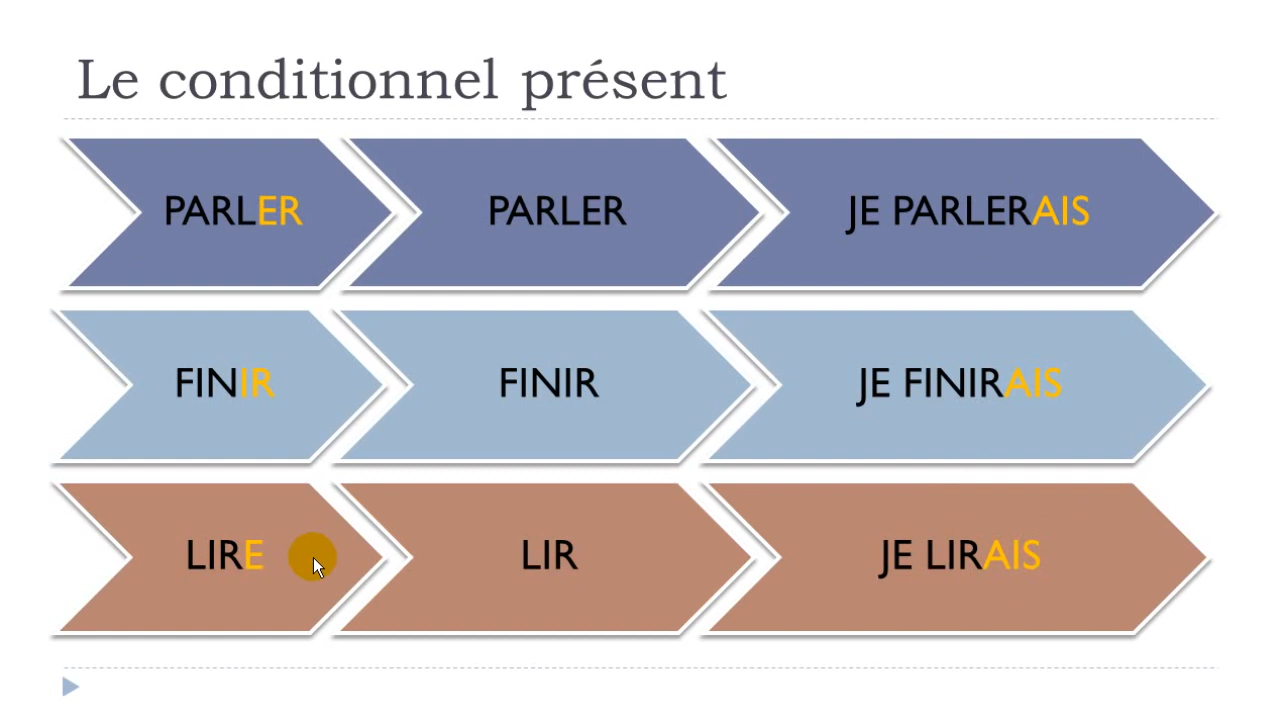 Le conditionnel présent
PARLER
PARLER
JE PARLERAIS
FINIR
FINIR
JE FINIRAIS
LIRE
LIR
JE LIRAIS